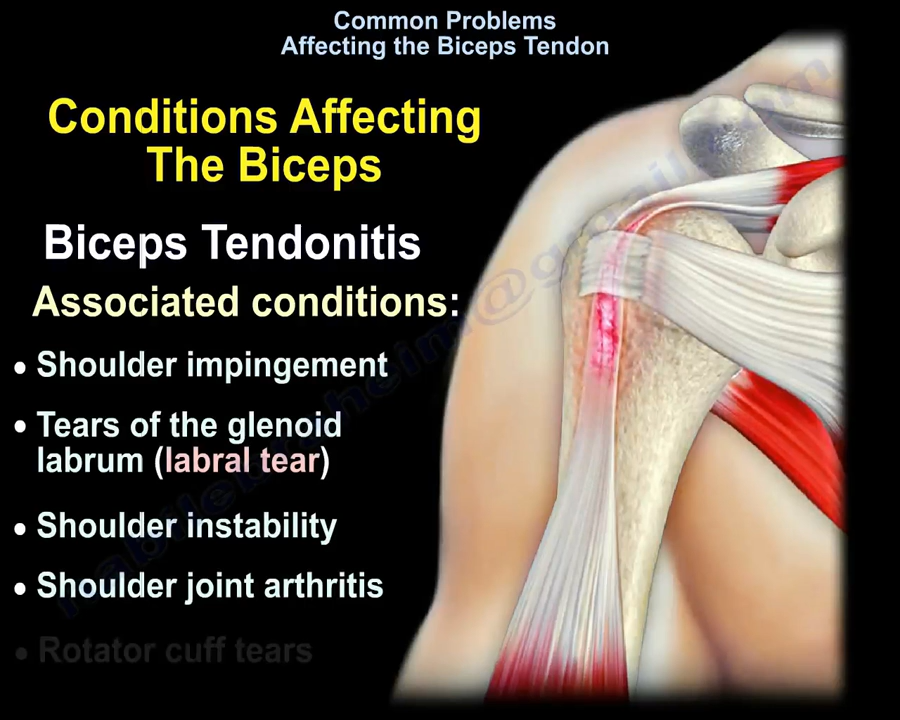 Common Problems
Affecting the Biceps Tendon
Conditions Affecting
The Biceps
Biceps Tendonitis
Associated conditions:
• Shoulder impingement
• Tears of the glenoid
labrum (labral tear)
• Shoulder instability
• Shoulder joint arthritis
• Rotator cuff tears